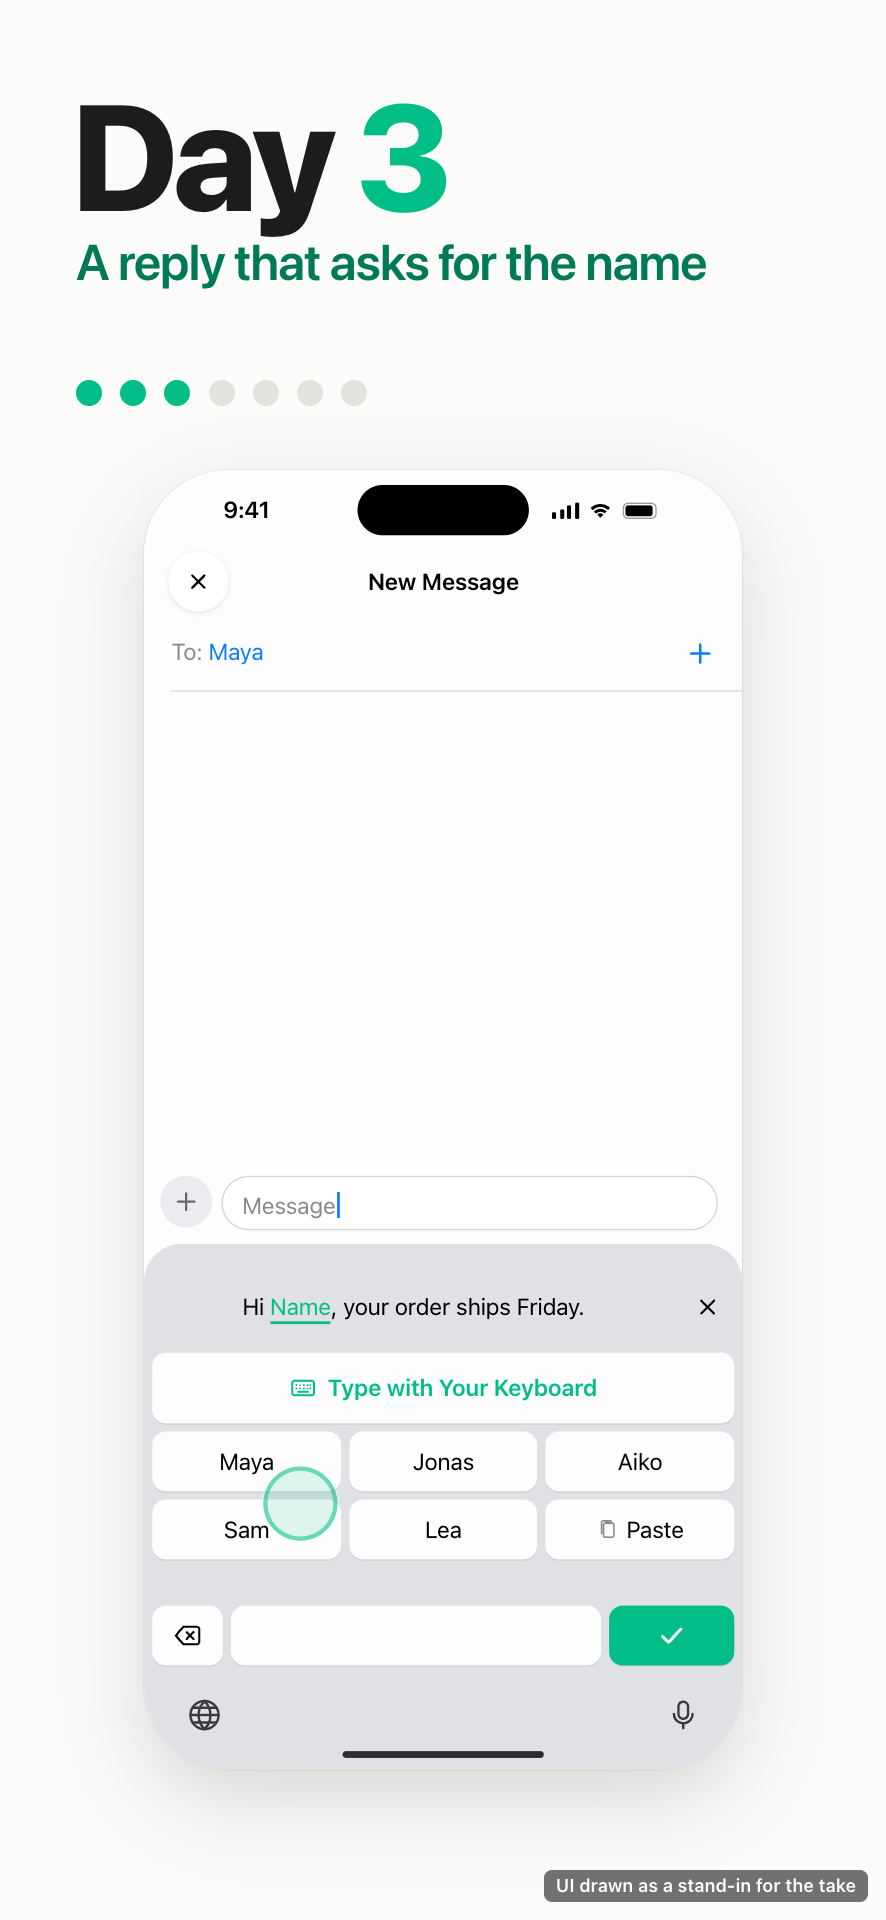 Day 3
A reply that asks for the name
9:41
New Message
To: Maya
Message
Hi Name, your order ships Friday.
Type with Your Keyboard
Maya
Jonas
Aiko
Sam
Lea
Paste
UI drawn as a stand-in for the take